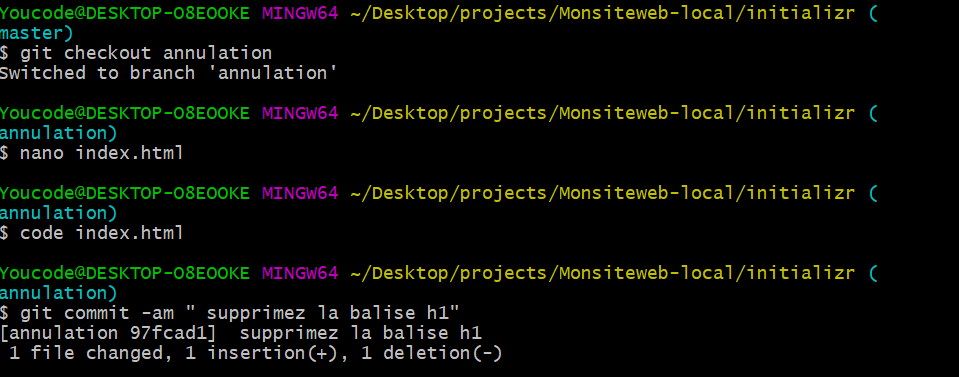 Youcode@DESKTOP-O8EOOKE MINGW64 ~/Desktop/projects/Monsiteweb-local/initializr (
master)
$ git checkout annulation
Switched to branch 'annulation'
Youcode@DESKTOP-O8EOOKE MINGW64 ~/Desktop/projects/Monsiteweb-local/initializr (
annulation)
$ nano index.html
Youcode@DESKTOP-O8EOOKE MINGW64 ~/Desktop/projects/Monsiteweb-local/initializr (
annulation)
$ code index.html
Youcode@DESKTOP-O8EOOKE MINGW64 ~/Desktop/projects/Monsiteweb-local/initializr (
annulation)
$ git commit -am " supprimez la balise h1"
[annulation 97fcad1]  supprimez la balise h1
 1 file changed, 1 insertion(+), 1 deletion(-)